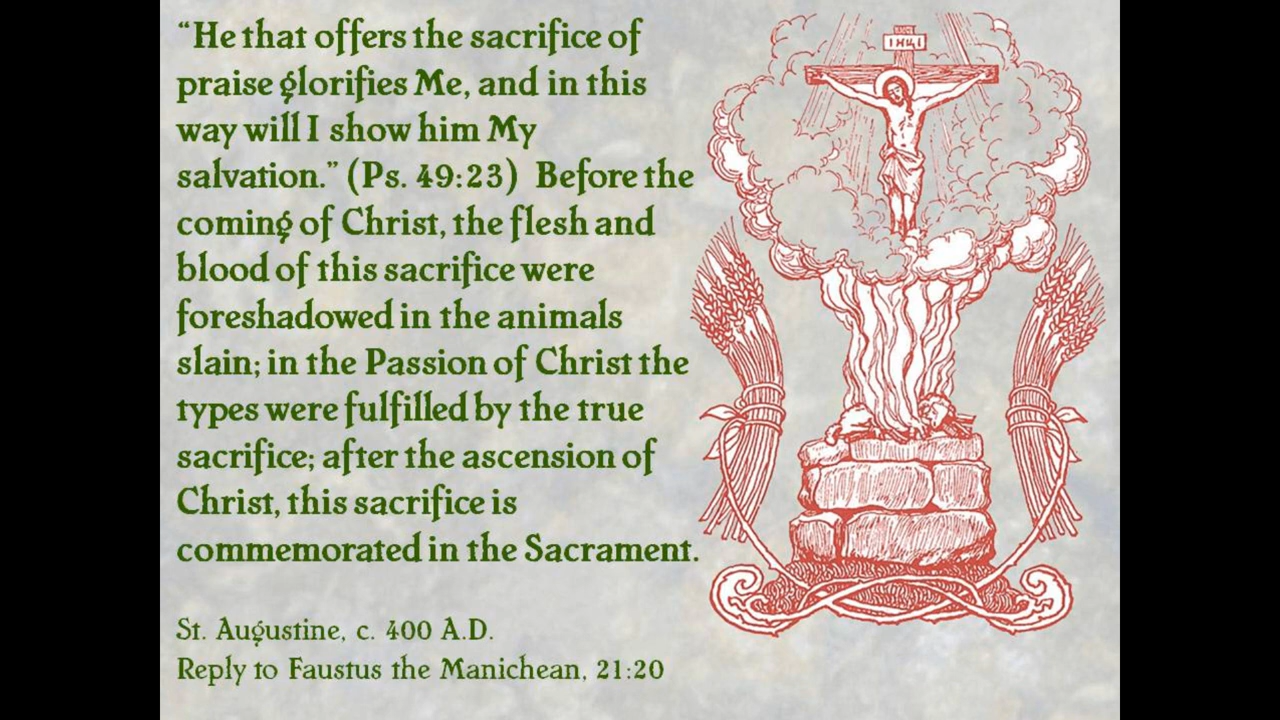 “He that offers the sacrifice of
praise glorifies Me, and in this
way will I show him My
salvation.” (Ps. 49:23)  Before the
coming of Christ, the flesh and
blood of this sacrifice were
foreshadowed in the animals
slain; in the Passion of Christ the
types were fulfilled by the true
sacrifice; after the ascension of
Christ, this sacrifice is
commemorated in the Sacrament.
St. Augustine, c. 400 A.D.
Reply to Faustus the Manichean, 21:20